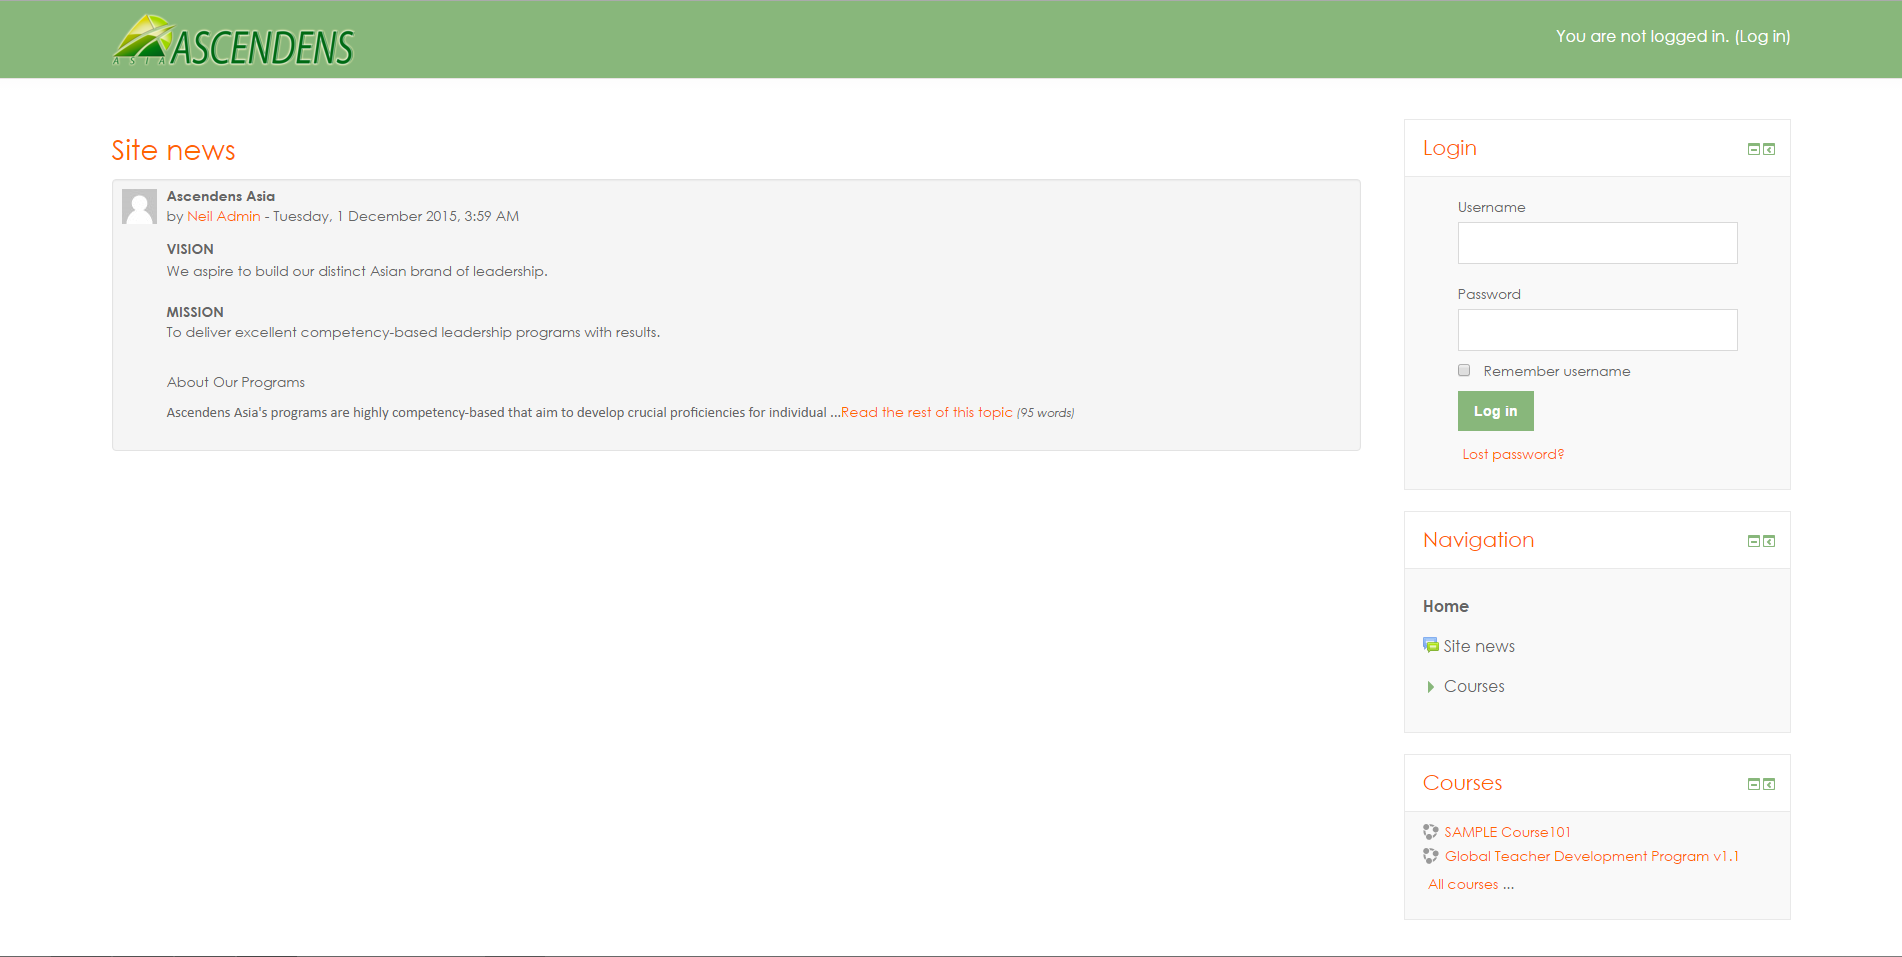 ASIA ASCENDENS
You are not logged in. (Log in)
Site news
Ascendens Asia
by Neil Admin - Tuesday, 1 December 2015, 3:59 AM
VISION
We aspire to build our distinct Asian brand of leadership.
MISSION
To deliver excellent competency-based leadership programs with results.
About Our Programs
Ascendens Asia's programs are highly competency-based that aim to develop crucial proficiencies for individual ...Read the rest of this topic (95 words)
Login
Username
Password
Remember username
Log in
Lost password?
Navigation
Home
Site news
Courses
Courses
SAMPLE Course101
Global Teacher Development Program v1.1
All courses ...